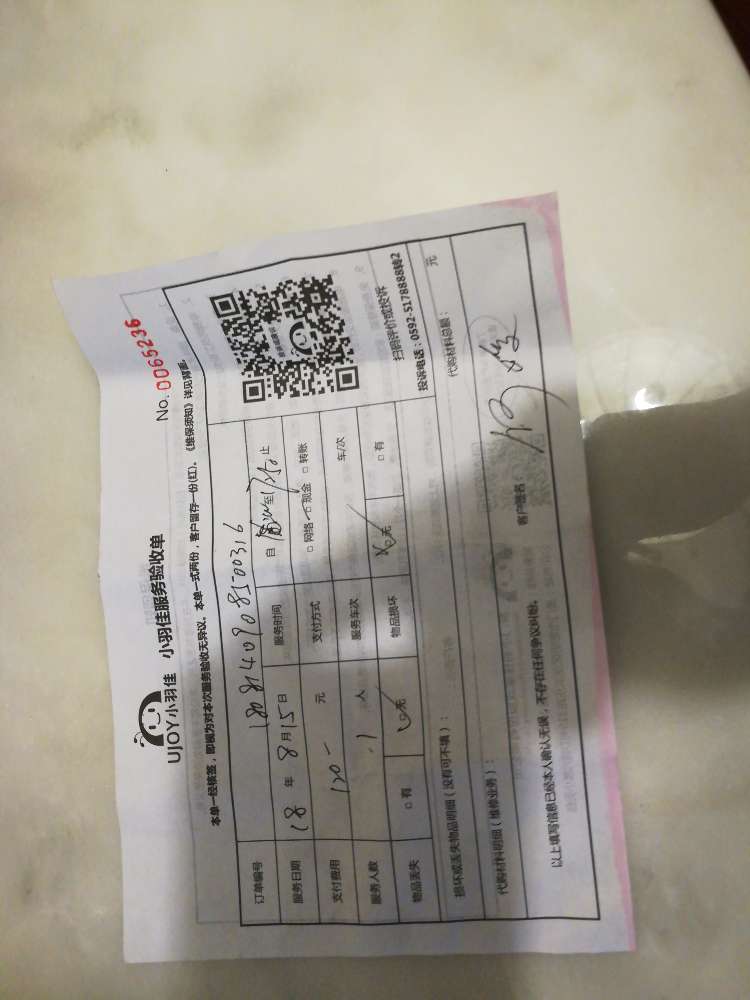 No. 0065236
UJOY小羽佳 小羽佳服务验收单
本单一经核签，即视为对本次服务验收无异议。本单一式两份，客户留存一份(红)。《维保须知》详见背面。
订单编号 1808140908500316
服务日期 18 年 8 月 15 日 服务时间 自 至 止
支付费用 120- 元 支付方式 □网络 □现金 □转账
服务人数 1 人 服务车次 车/次
物品丢失 □有 □无 物品损坏 □无 □有
扫码评价或投诉
投诉电话：0592-5178888转2
损坏或丢失物品明细（没有可不填）：
代购材料明细（维修业务）： 代购材料总额： 元
以上填写信息已经本人确认无误，不存在任何争议纠纷。 客户签名：